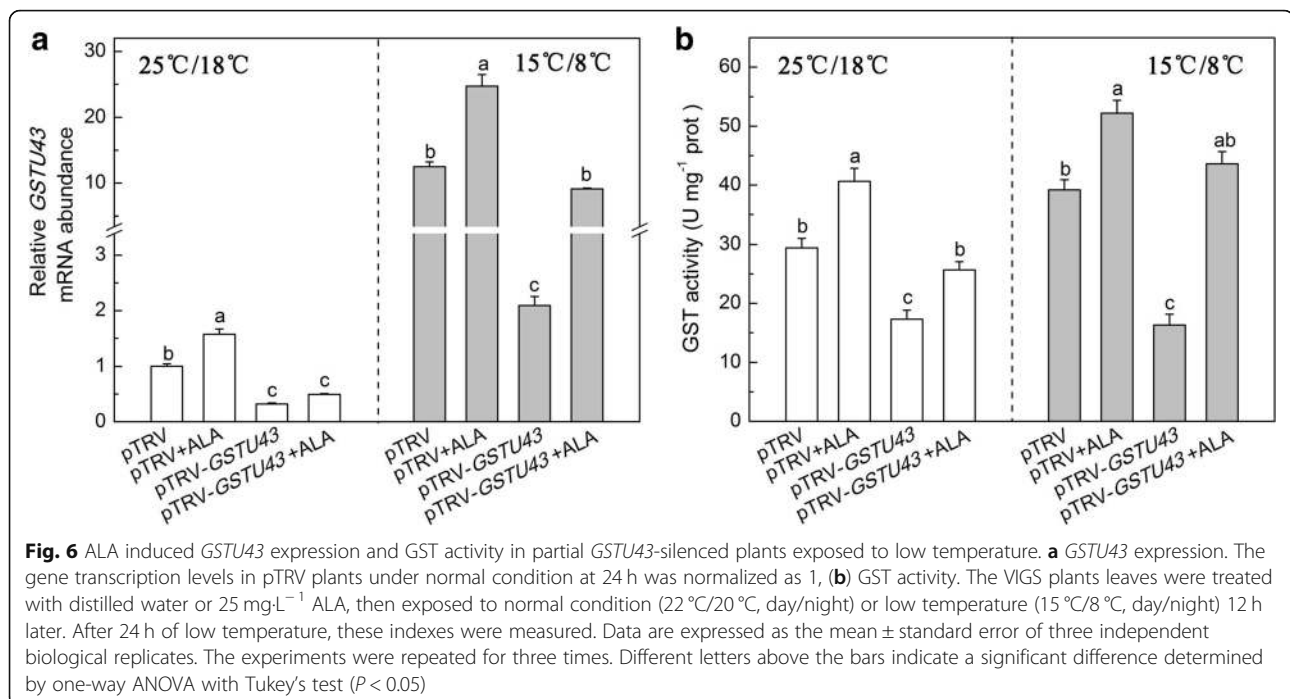 a
25℃/18℃
15℃/8℃
Relative GSTU43
mRNA abundance
30
20
10
3
2
1
0
b
a
c
c
b
a
c
b
pTRV
pTRV+ALA
pTRV-GSTU43
pTRV-GSTU43+ALA
pTRV
pTRV+ALA
pTRV-GSTU43
pTRV-GSTU43+ALA
b
25℃/18℃
15℃/8℃
GST activity (U mg-1 prot )
60
50
40
30
20
10
0
b
a
c
b
b
a
c
ab
pTRV
pTRV+ALA
pTRV-GSTU43
pTRV-GSTU43+ALA
pTRV
pTRV+ALA
pTRV-GSTU43
pTRV-GSTU43+ALA
Fig. 6 ALA induced GSTU43 expression and GST activity in partial GSTU43-silenced plants exposed to low temperature. a GSTU43 expression. The
gene transcription levels in pTRV plants under normal condition at 24 h was normalized as 1, (b) GST activity. The VIGS plants leaves were treated
with distilled water or 25 mg·L−1 ALA, then exposed to normal condition (22 °C/20 °C, day/night) or low temperature (15 °C/8 °C, day/night) 12 h
later. After 24 h of low temperature, these indexes were measured. Data are expressed as the mean ± standard error of three independent
biological replicates. The experiments were repeated for three times. Different letters above the bars indicate a significant difference determined
by one-way ANOVA with Tukey's test (P < 0.05)